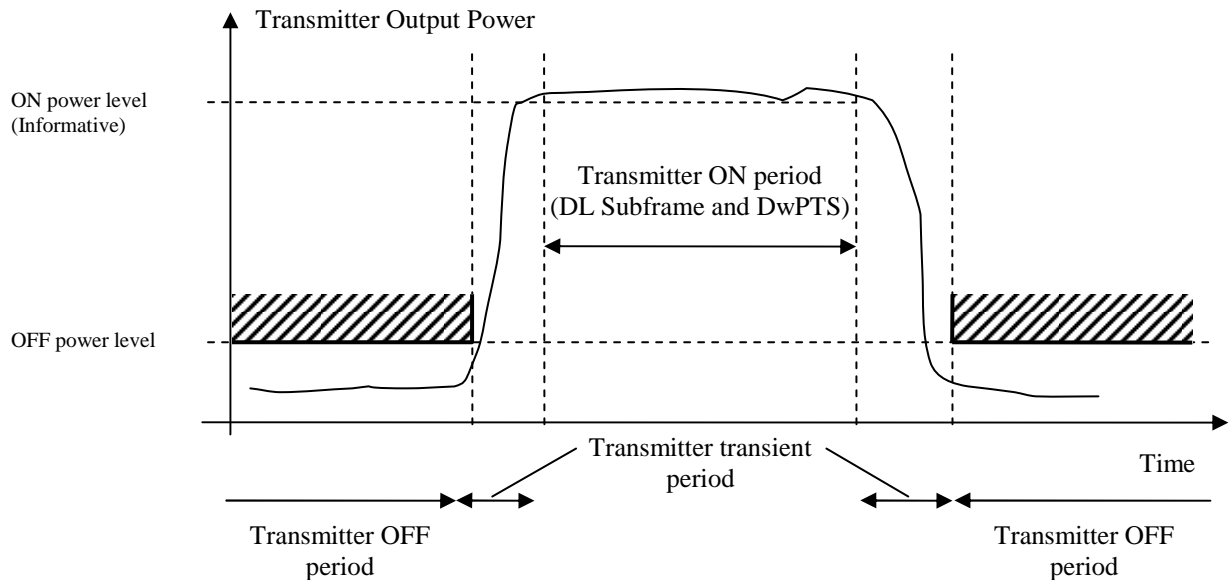 Transmitter Output Power
ON power level
(Informative)
Transmitter ON period
(DL Subframe and DwPTS)
OFF power level
Transmitter transient
period
Time
Transmitter OFF
period
Transmitter OFF
period